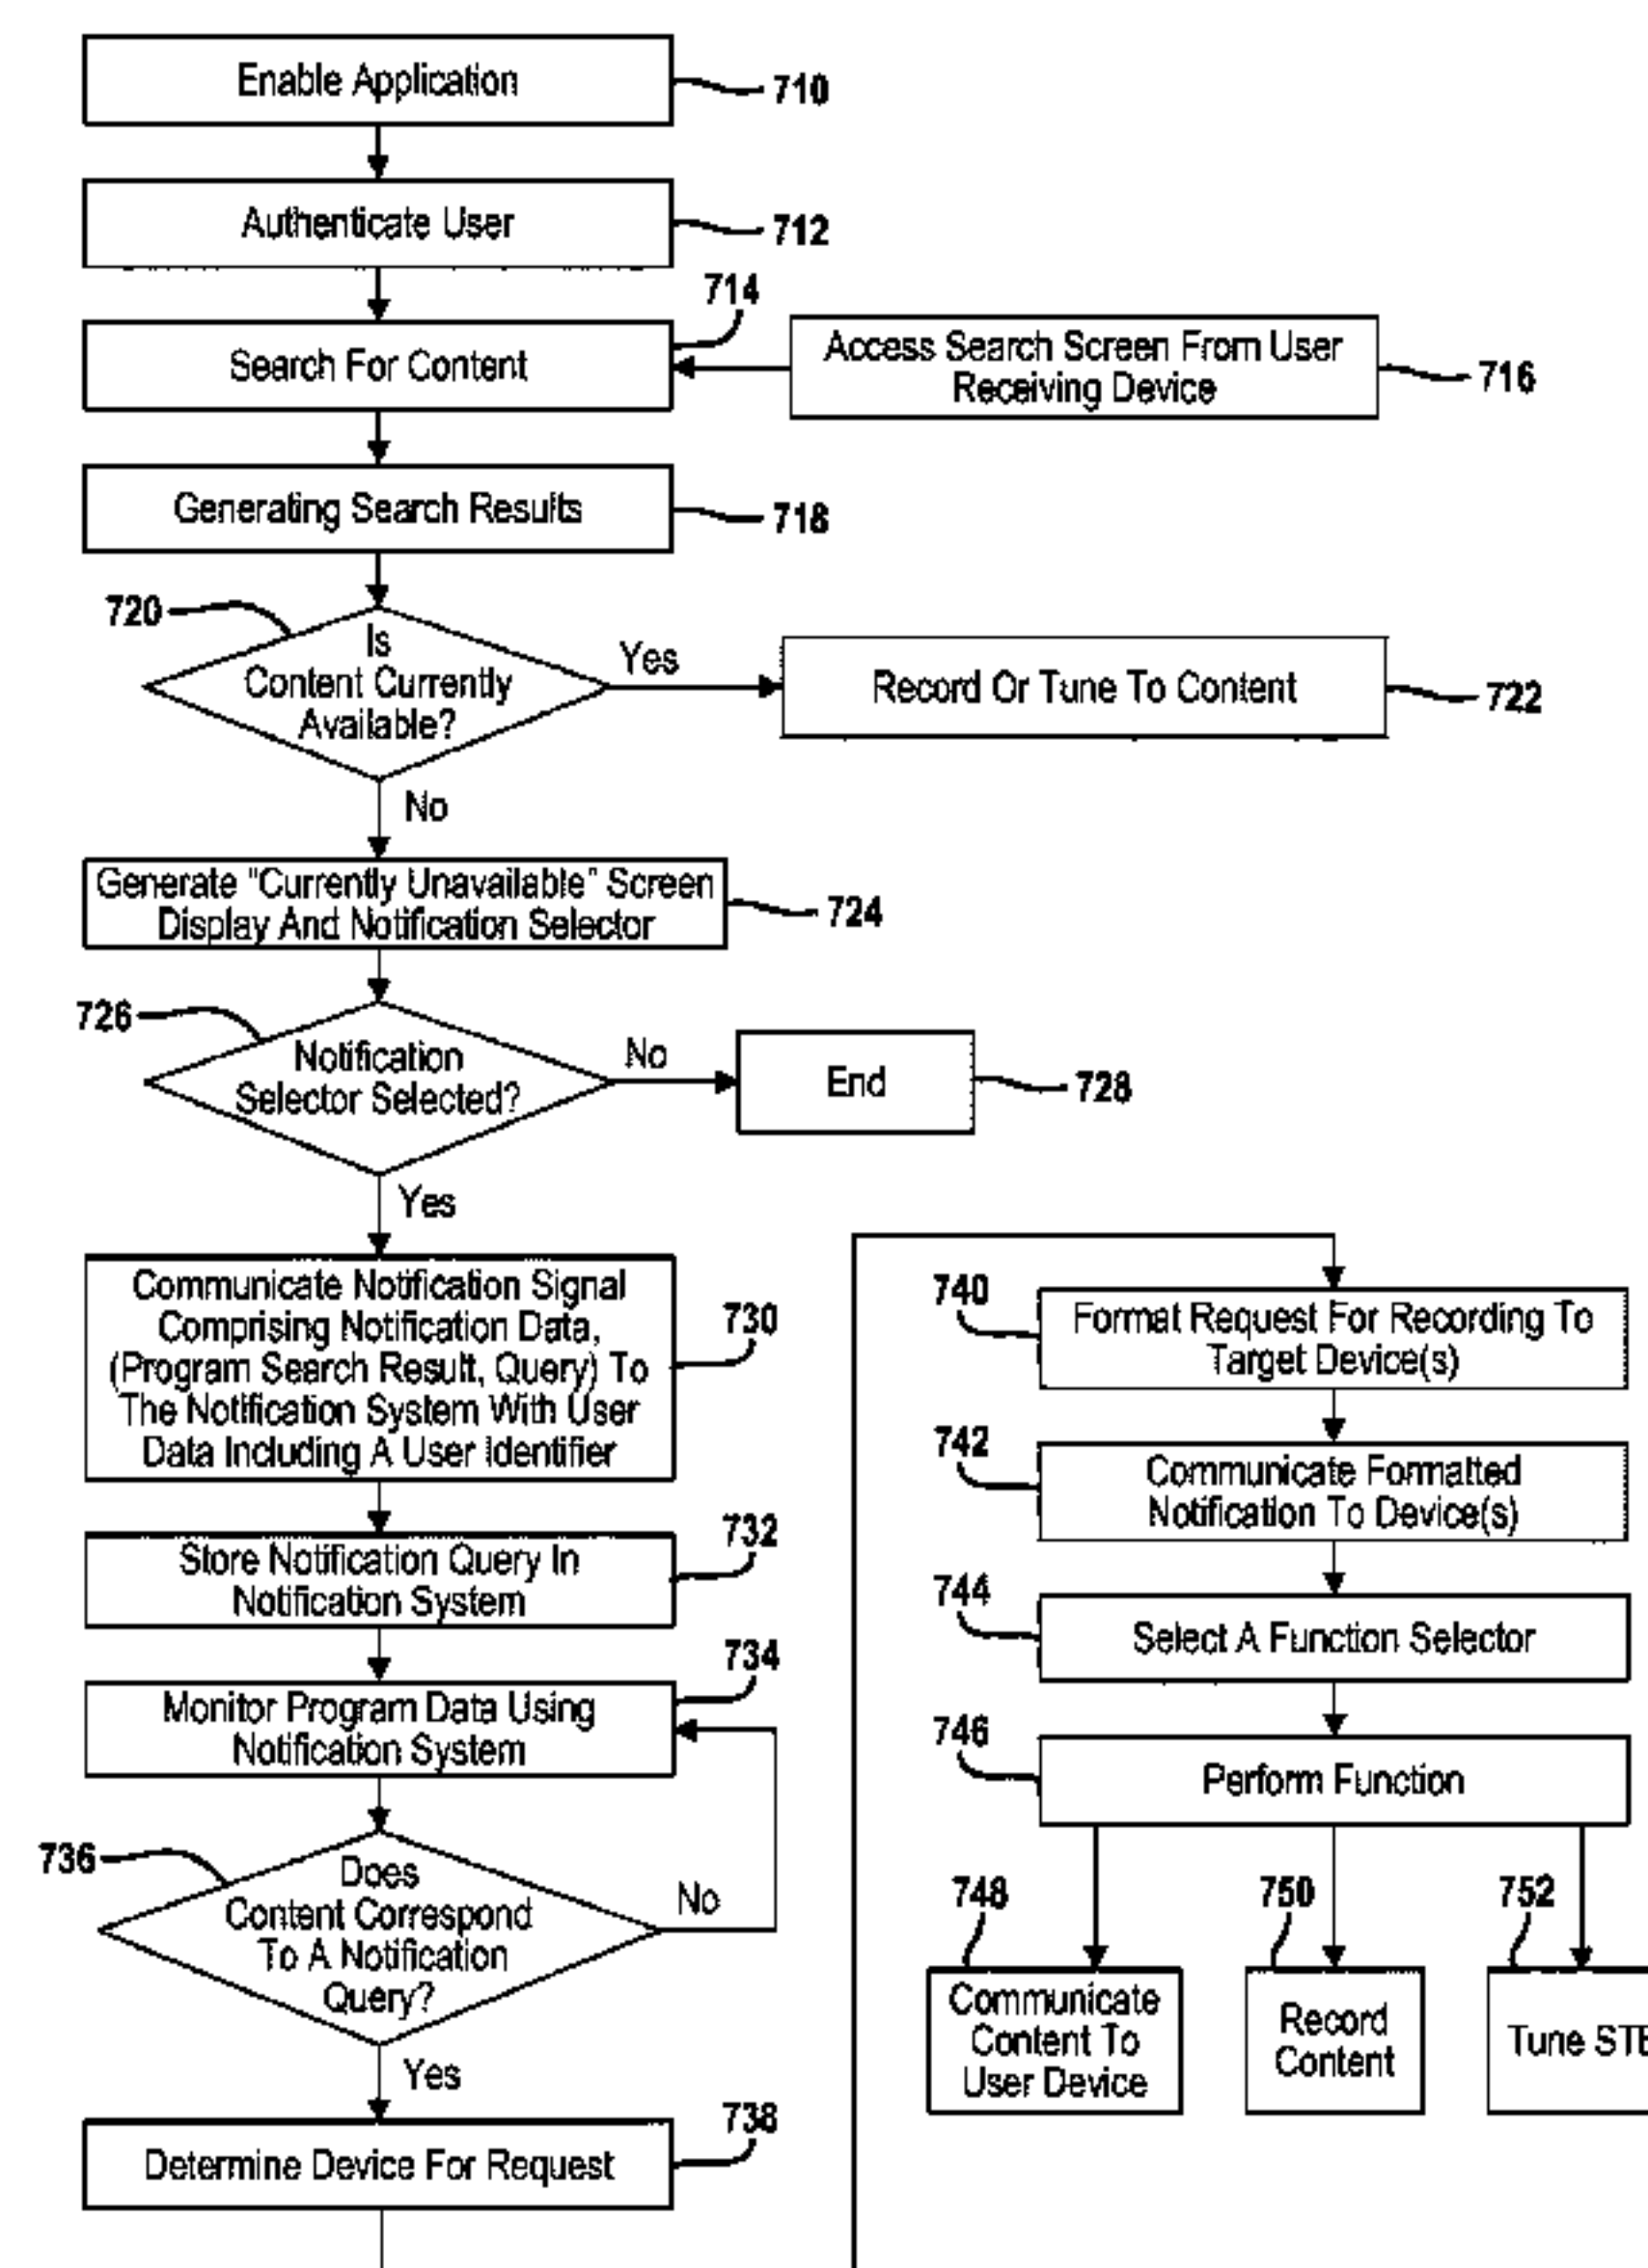 Enable Application
710
Authenticate User
712
714
Search For Content
Access Search Screen From User
Receiving Device
716
Generating Search Results
718
720
Is
Content Currently
Available?
Yes
Record Or Tune To Content
722
No
Generate "Currently Unavailable" Screen
Display And Notification Selector
724
726
Notification
Selector Selected?
No
End
728
Yes
Communicate Notification Signal
Comprising Notification Data,
(Program Search Result, Query) To
The Notification System With User
Data Including A User Identifier
730
Store Notification Query In
Notification System
732
Monitor Program Data Using
Notification System
734
736
Does
Content Correspond
To A Notification
Query?
No
Yes
Determine Device For Request
738
740
Format Request For Recording To
Target Device(s)
742
Communicate Formatted
Notification To Device(s)
744
Select A Function Selector
746
Perform Function
748
Communicate
Content To
User Device
750
Record
Content
752
Tune